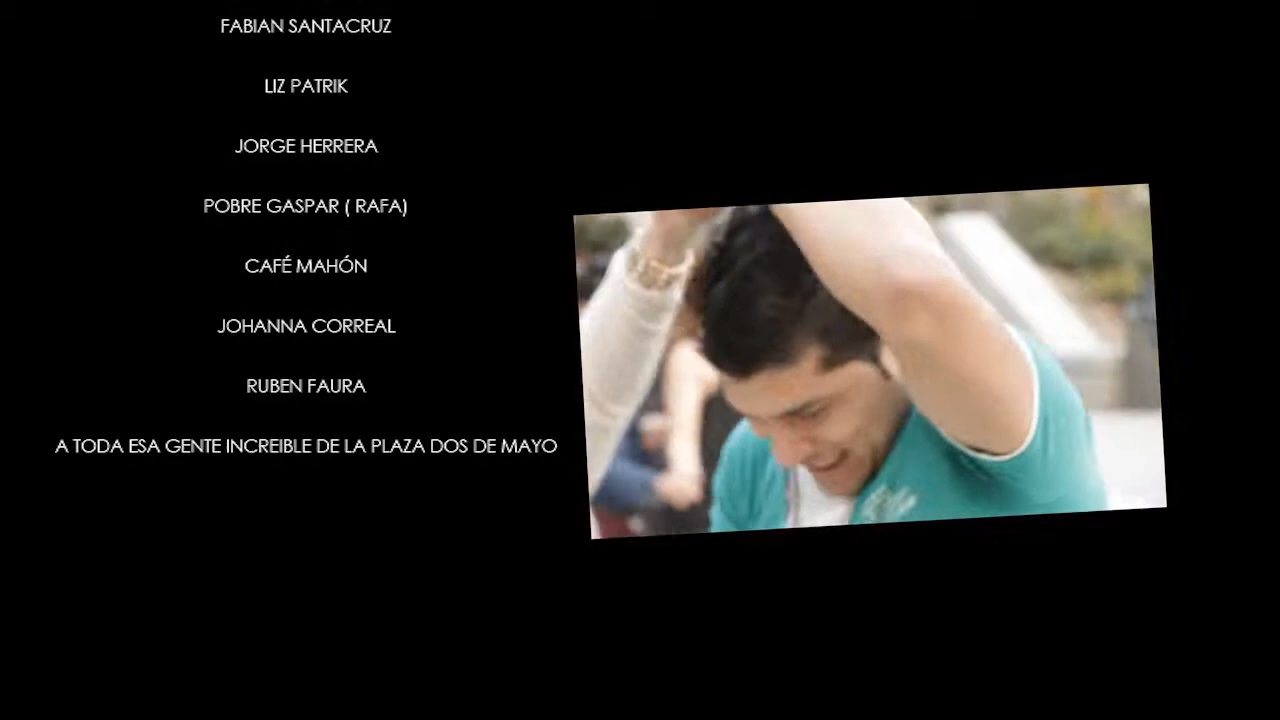 FABIAN SANTACRUZ
LIZ PATRIK
JORGE HERRERA
POBRE GASPAR ( RAFA)
CAFÉ MAHÓN
JOHANNA CORREAL
RUBEN FAURA
A TODA ESA GENTE INCREIBLE DE LA PLAZA DOS DE MAYO